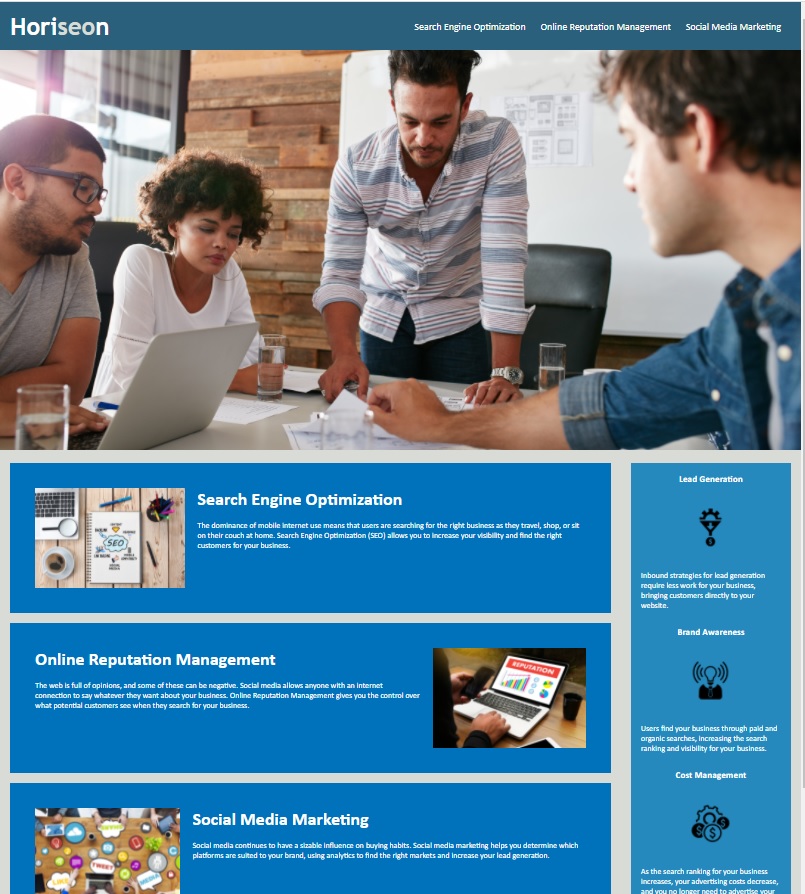 Horiseon
Search Engine Optimization Online Reputation Management Social Media Marketing
Search Engine Optimization
The dominance of mobile internet use means that users are searching for the right business as they travel, shop, or sit
on their couch at home. Search Engine Optimization (SEO) allows you to increase your visibility and find the right
customers for your business.
SEO
Online Reputation Management
The web is full of opinions, and some of these can be negative. Social media allows anyone with an internet
connection to say whatever they want about your business. Online Reputation Management gives you the control over
what potential customers see when they search for your business.
REPUTATION
Social Media Marketing
Social media continues to have a sizable influence on buying habits. Social media marketing helps you determine which
platforms are suited to your brand, using analytics to find the right markets and increase your lead generation.
TWEET
LIKE
MEDIA
Lead Generation
Inbound strategies for lead generation
require less work for your business,
bringing customers directly to your
website.
Brand Awareness
Users find your business through paid and
organic searches, increasing the search
ranking and visibility for your business.
Cost Management
As the search ranking for your business
increases, your advertising costs decrease,
and you no longer need to advertise your